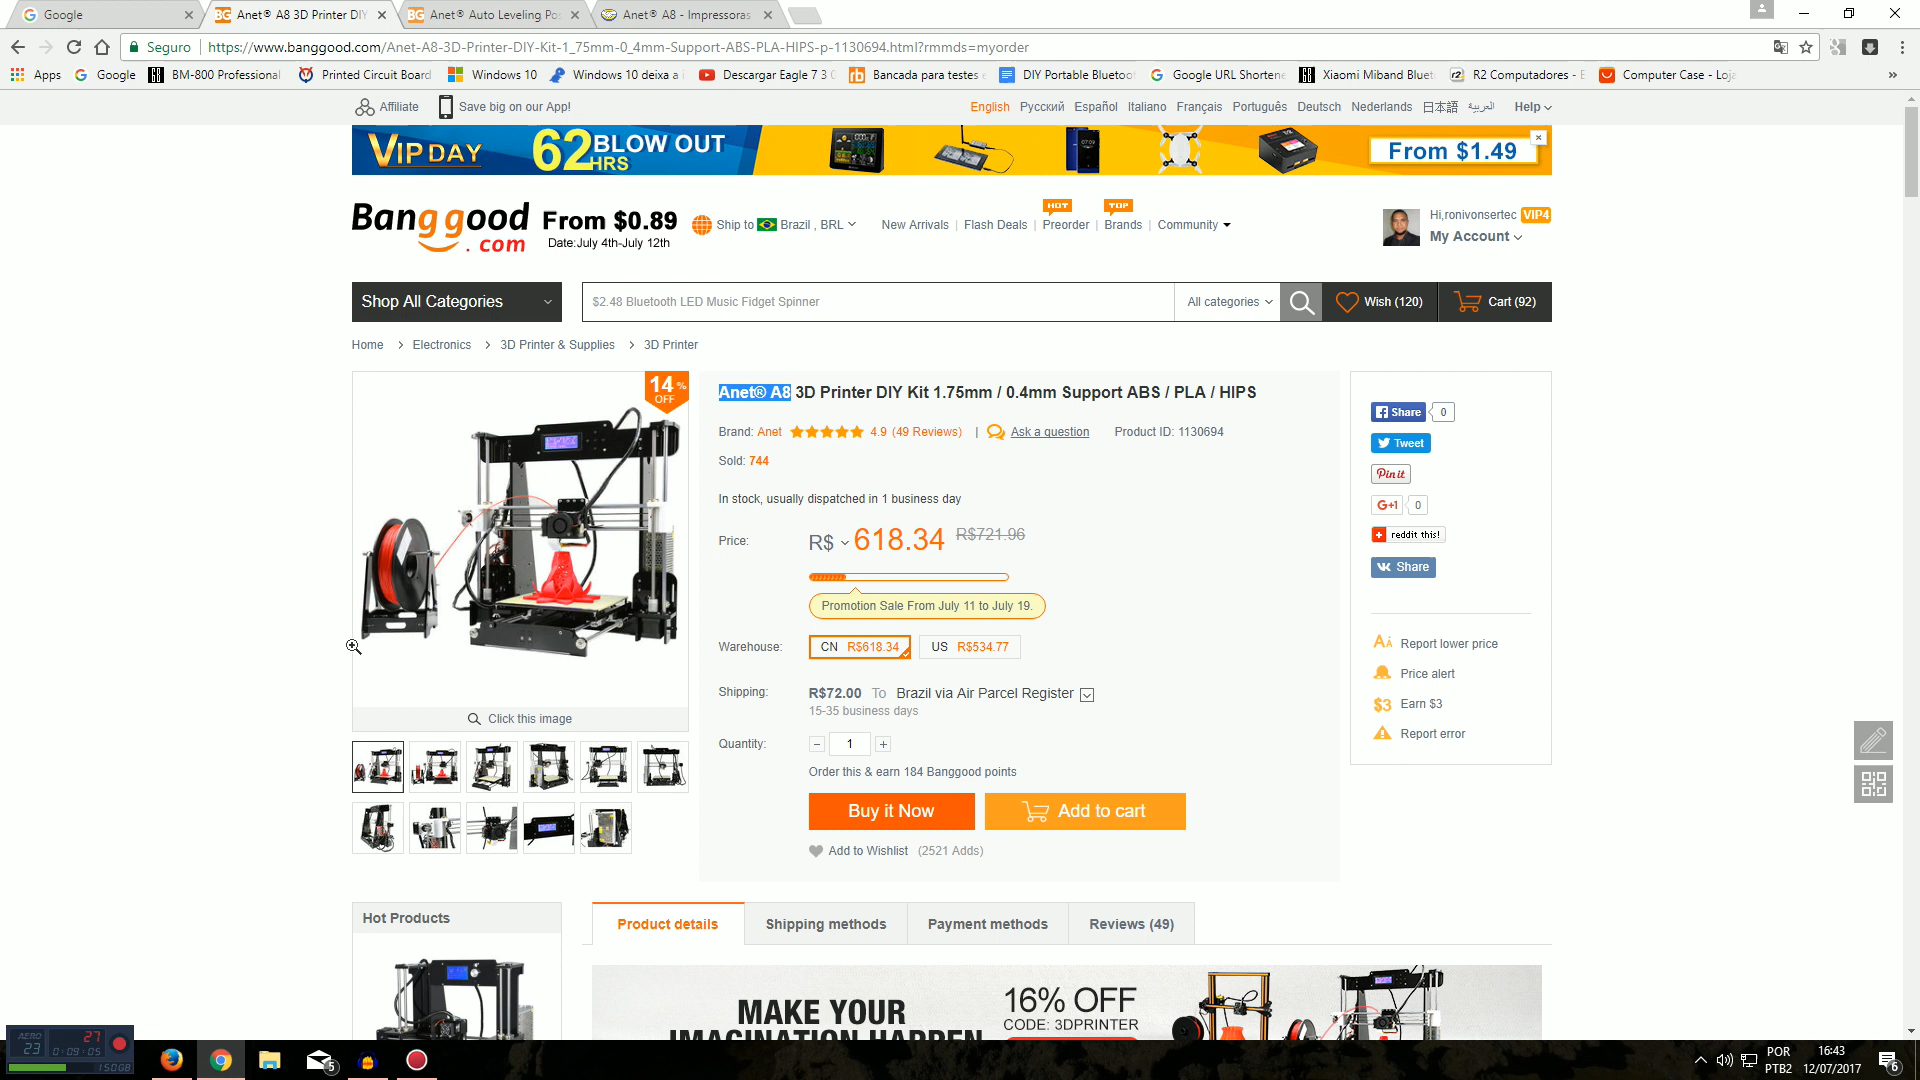 Google
Anet® A8 3D Printer DIY
Anet® Auto Leveling Pos
Anet® A8 - Impressoras
Seguro
https://www.banggood.com/Anet-A8-3D-Printer-DIY-Kit-1_75mm-0_4mm-Support-ABS-PLA-HIPS-p-1130694.html?rmmds=myorder
Apps Google BM-800 Professional Printed Circuit Board Windows 10 Windows 10 deixa a Descargar Eagle 7 3 Bancada para testes DIY Portable Bluetoot Google URL Shortene Xiaomi Miband Bluet R2 Computadores - E Computer Case - Loja
Affiliate Save big on our App!
English Русский Español Italiano Français Português Deutsch Nederlands 日本語 العربية Help
VIP DAY 62 HRS BLOW OUT From $1.49
Banggood.com
From $0.89
Date:July 4th-July 12th
Ship to Brazil , BRL
New Arrivals | Flash Deals | Preorder | Brands | Community
HOT TOP
Hi,ronivonsertec VIP4
My Account
Shop All Categories
$2.48 Bluetooth LED Music Fidget Spinner
All categories
Wish (120)
Cart (92)
Home > Electronics > 3D Printer & Supplies > 3D Printer
14% OFF
Anet® A8 3D Printer DIY Kit 1.75mm / 0.4mm Support ABS / PLA / HIPS
Brand: Anet 4.9 (49 Reviews) | Ask a question Product ID: 1130694
Sold: 744
In stock, usually dispatched in 1 business day
Price: R$ 618.34 R$721.96
Promotion Sale From July 11 to July 19.
Warehouse: CN R$618.34 US R$534.77
Shipping: R$72.00 To Brazil via Air Parcel Register
15-35 business days
Quantity: - 1 +
Order this & earn 184 Banggood points
Buy it Now
Add to cart
Add to Wishlist (2521 Adds)
Click this image
Share 0
Tweet
Pin it
G+1 0
reddit this!
Share
Report lower price
Price alert
$3 Earn $3
Report error
Hot Products
Product details
Shipping methods
Payment methods
Reviews (49)
MAKE YOUR
IMAGINATION HAPPEN
16% OFF
CODE: 3DPRINTER
AERO
23
27
0:09:05
150GB
5
POR
PTB2
16:43
12/07/2017
6